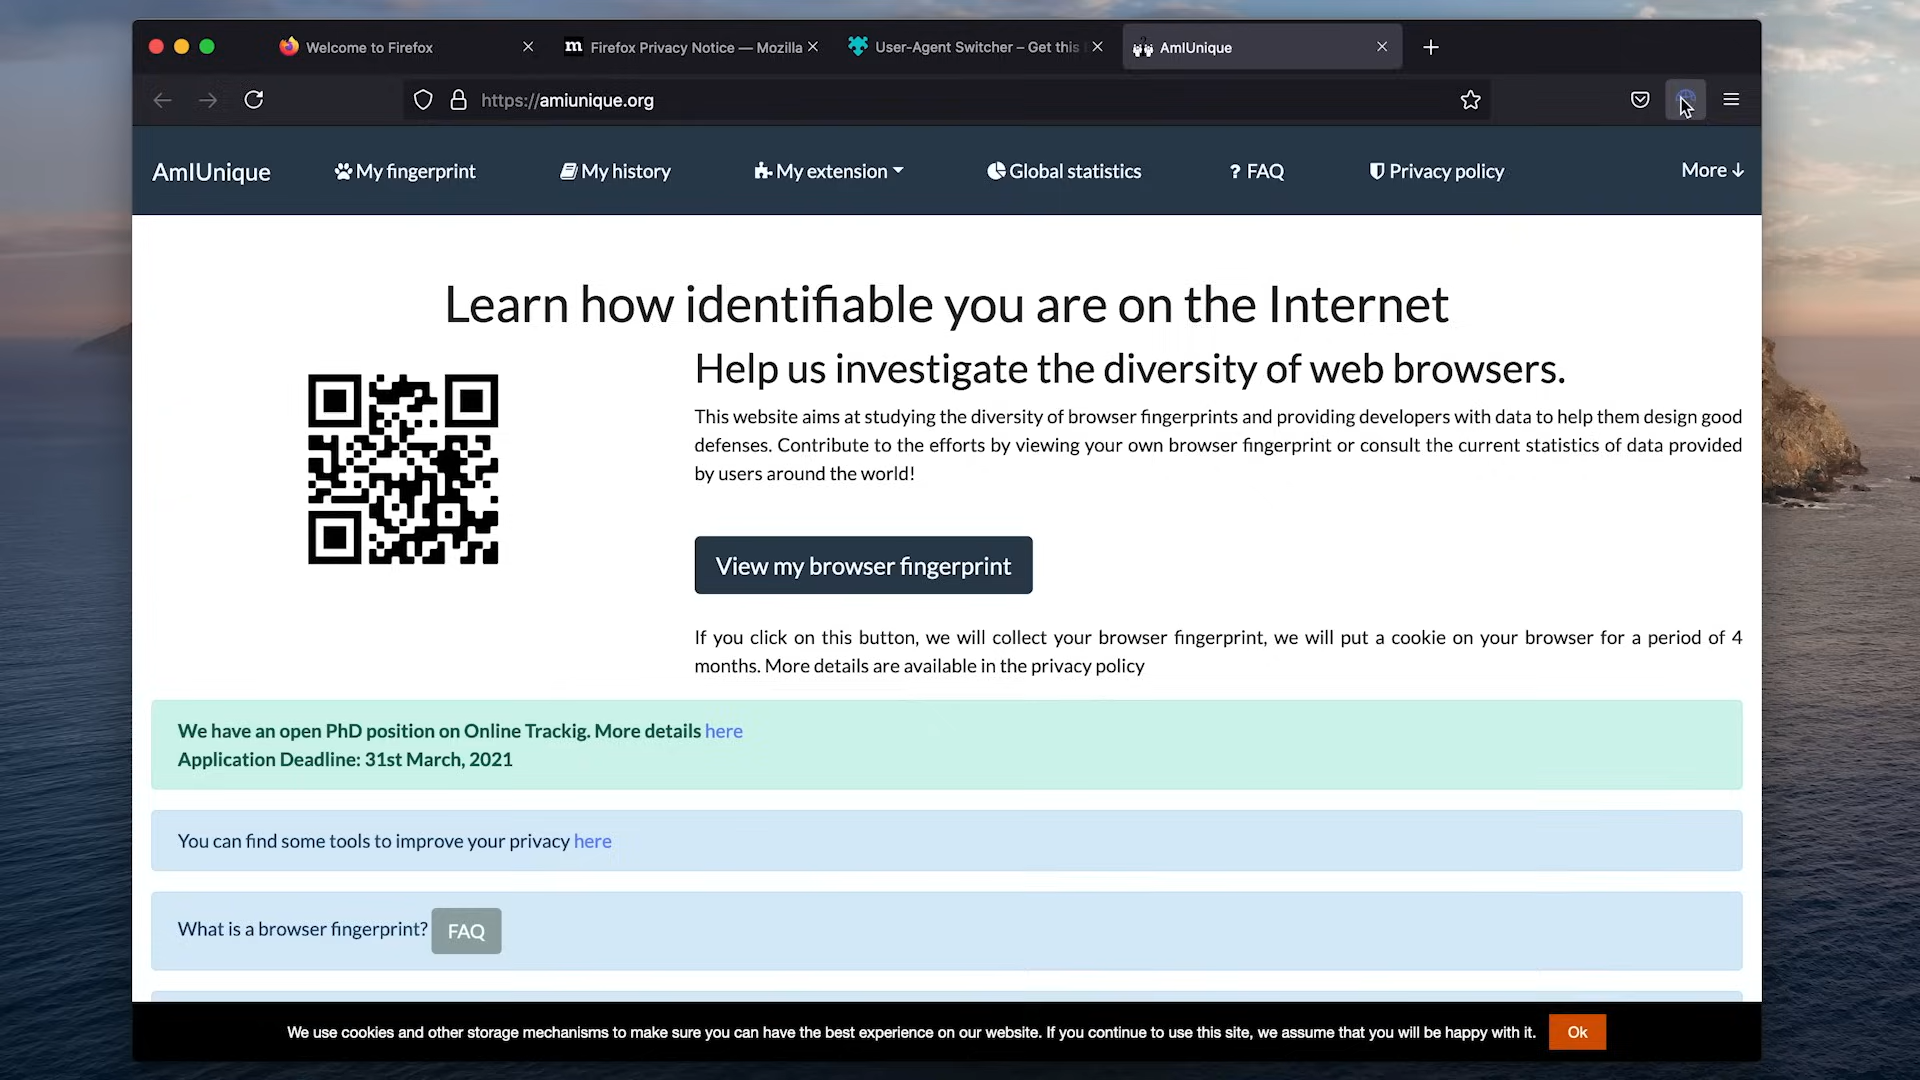 Welcome to Firefox
Firefox Privacy Notice — Mozilla
User-Agent Switcher – Get this
AmIUnique
https://amiunique.org
AmIUnique
My fingerprint
My history
My extension
Global statistics
? FAQ
Privacy policy
More ↓
Learn how identifiable you are on the Internet
Help us investigate the diversity of web browsers.
This website aims at studying the diversity of browser fingerprints and providing developers with data to help them design good
defenses. Contribute to the efforts by viewing your own browser fingerprint or consult the current statistics of data provided
by users around the world!
View my browser fingerprint
If you click on this button, we will collect your browser fingerprint, we will put a cookie on your browser for a period of 4
months. More details are available in the privacy policy
We have an open PhD position on Online Trackig. More details here
Application Deadline: 31st March, 2021
You can find some tools to improve your privacy here
What is a browser fingerprint? FAQ
We use cookies and other storage mechanisms to make sure you can have the best experience on our website. If you continue to use this site, we assume that you will be happy with it. Ok